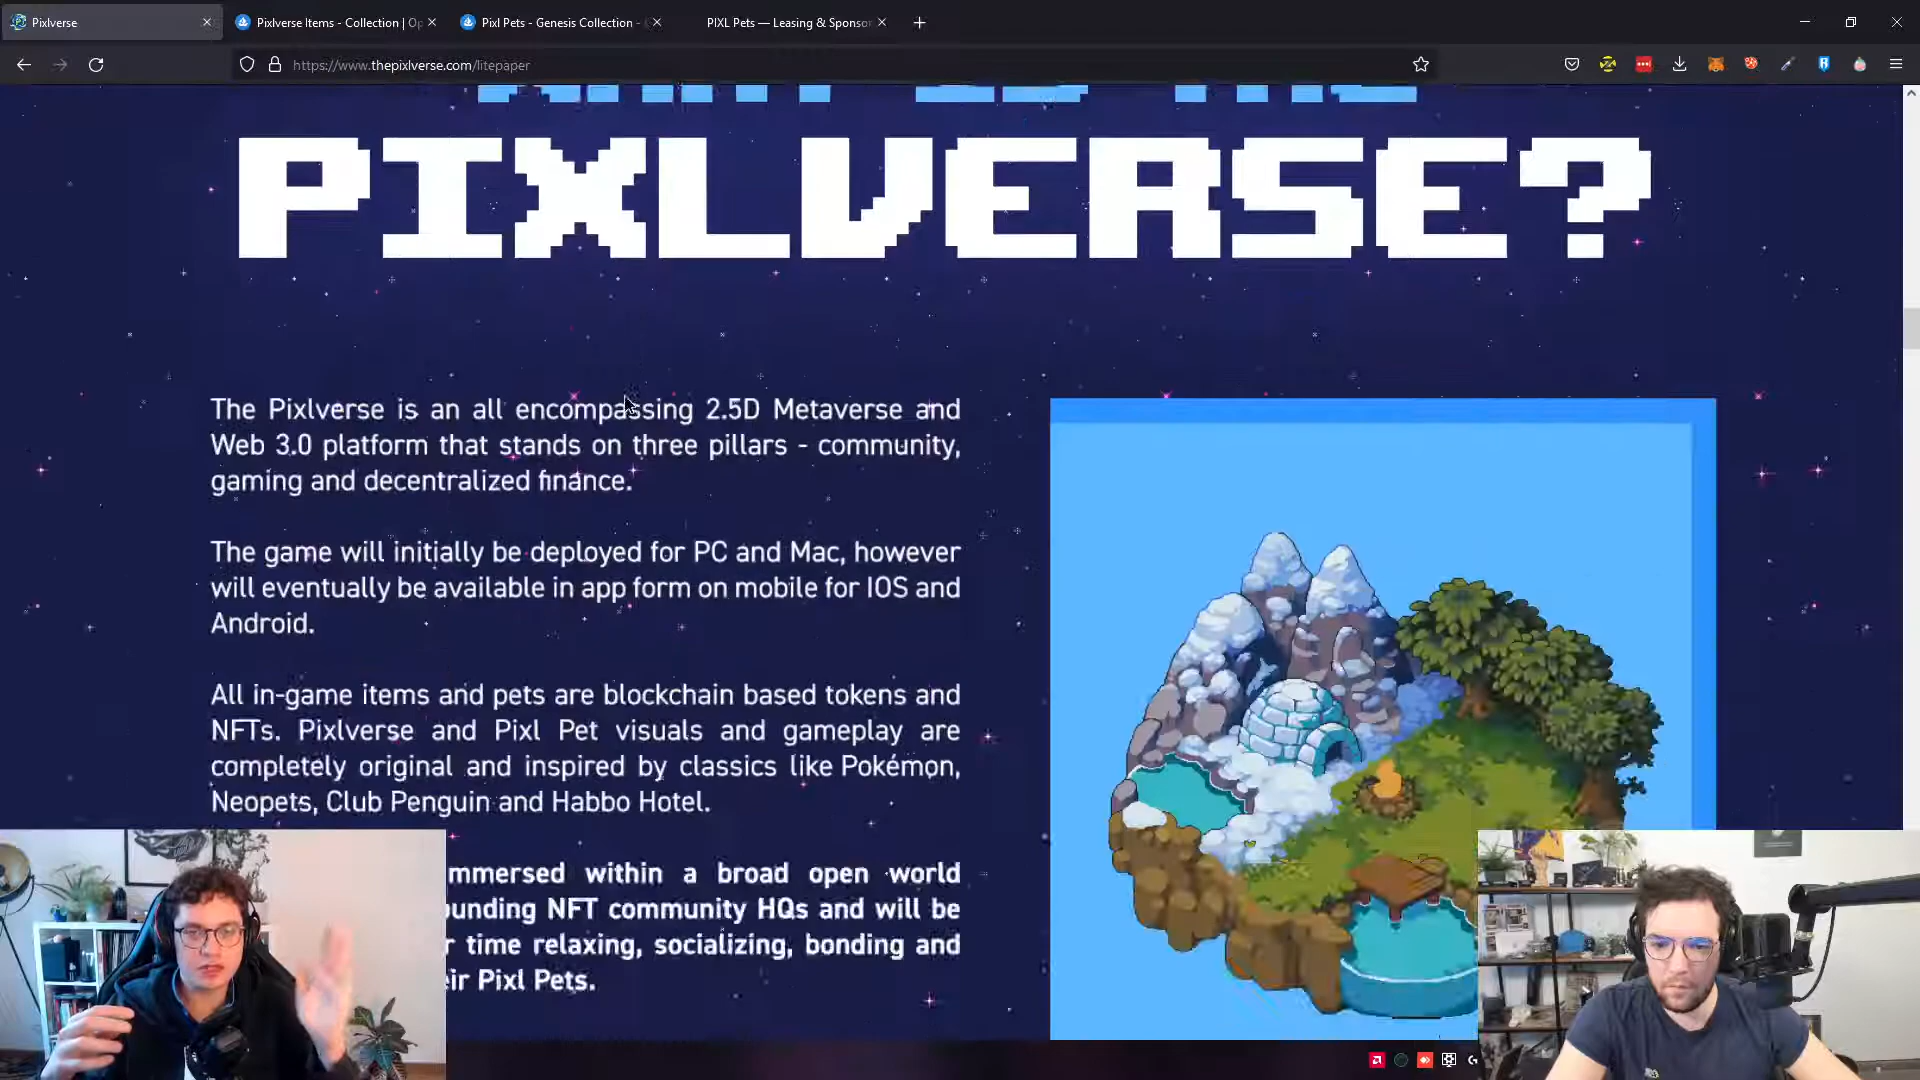 Pixlverse
Pixlverse Items - Collection | Op
Pixl Pets - Genesis Collection -
PIXL Pets — Leasing & Sponso
https://www.thepixlverse.com/litepaper
PIXLVERSE?
The Pixlverse is an all encompassing 2.5D Metaverse and
Web 3.0 platform that stands on three pillars - community,
gaming and decentralized finance.
The game will initially be deployed for PC and Mac, however
will eventually be available in app form on mobile for IOS and
Android.
All in-game items and pets are blockchain based tokens and
NFTs. Pixlverse and Pixl Pet visuals and gameplay are
completely original and inspired by classics like Pokémon,
Neopets, Club Penguin and Habbo Hotel.
mmersed within a broad open world
unding NFT community HQs and will be
r time relaxing, socializing, bonding and
eir Pixl Pets.